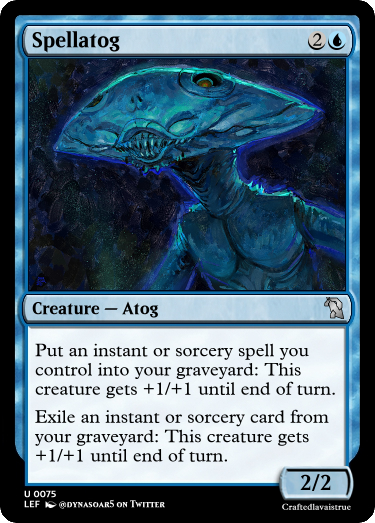 Spellatog 2
Creature — Atog
Put an instant or sorcery spell you
control into your graveyard: This
creature gets +1/+1 until end of turn.
Exile an instant or sorcery card from
your graveyard: This creature gets
+1/+1 until end of turn.
2/2
U 0075
LEF @DYNASOAR5 ON TWITTER
Craftedlavaistrue